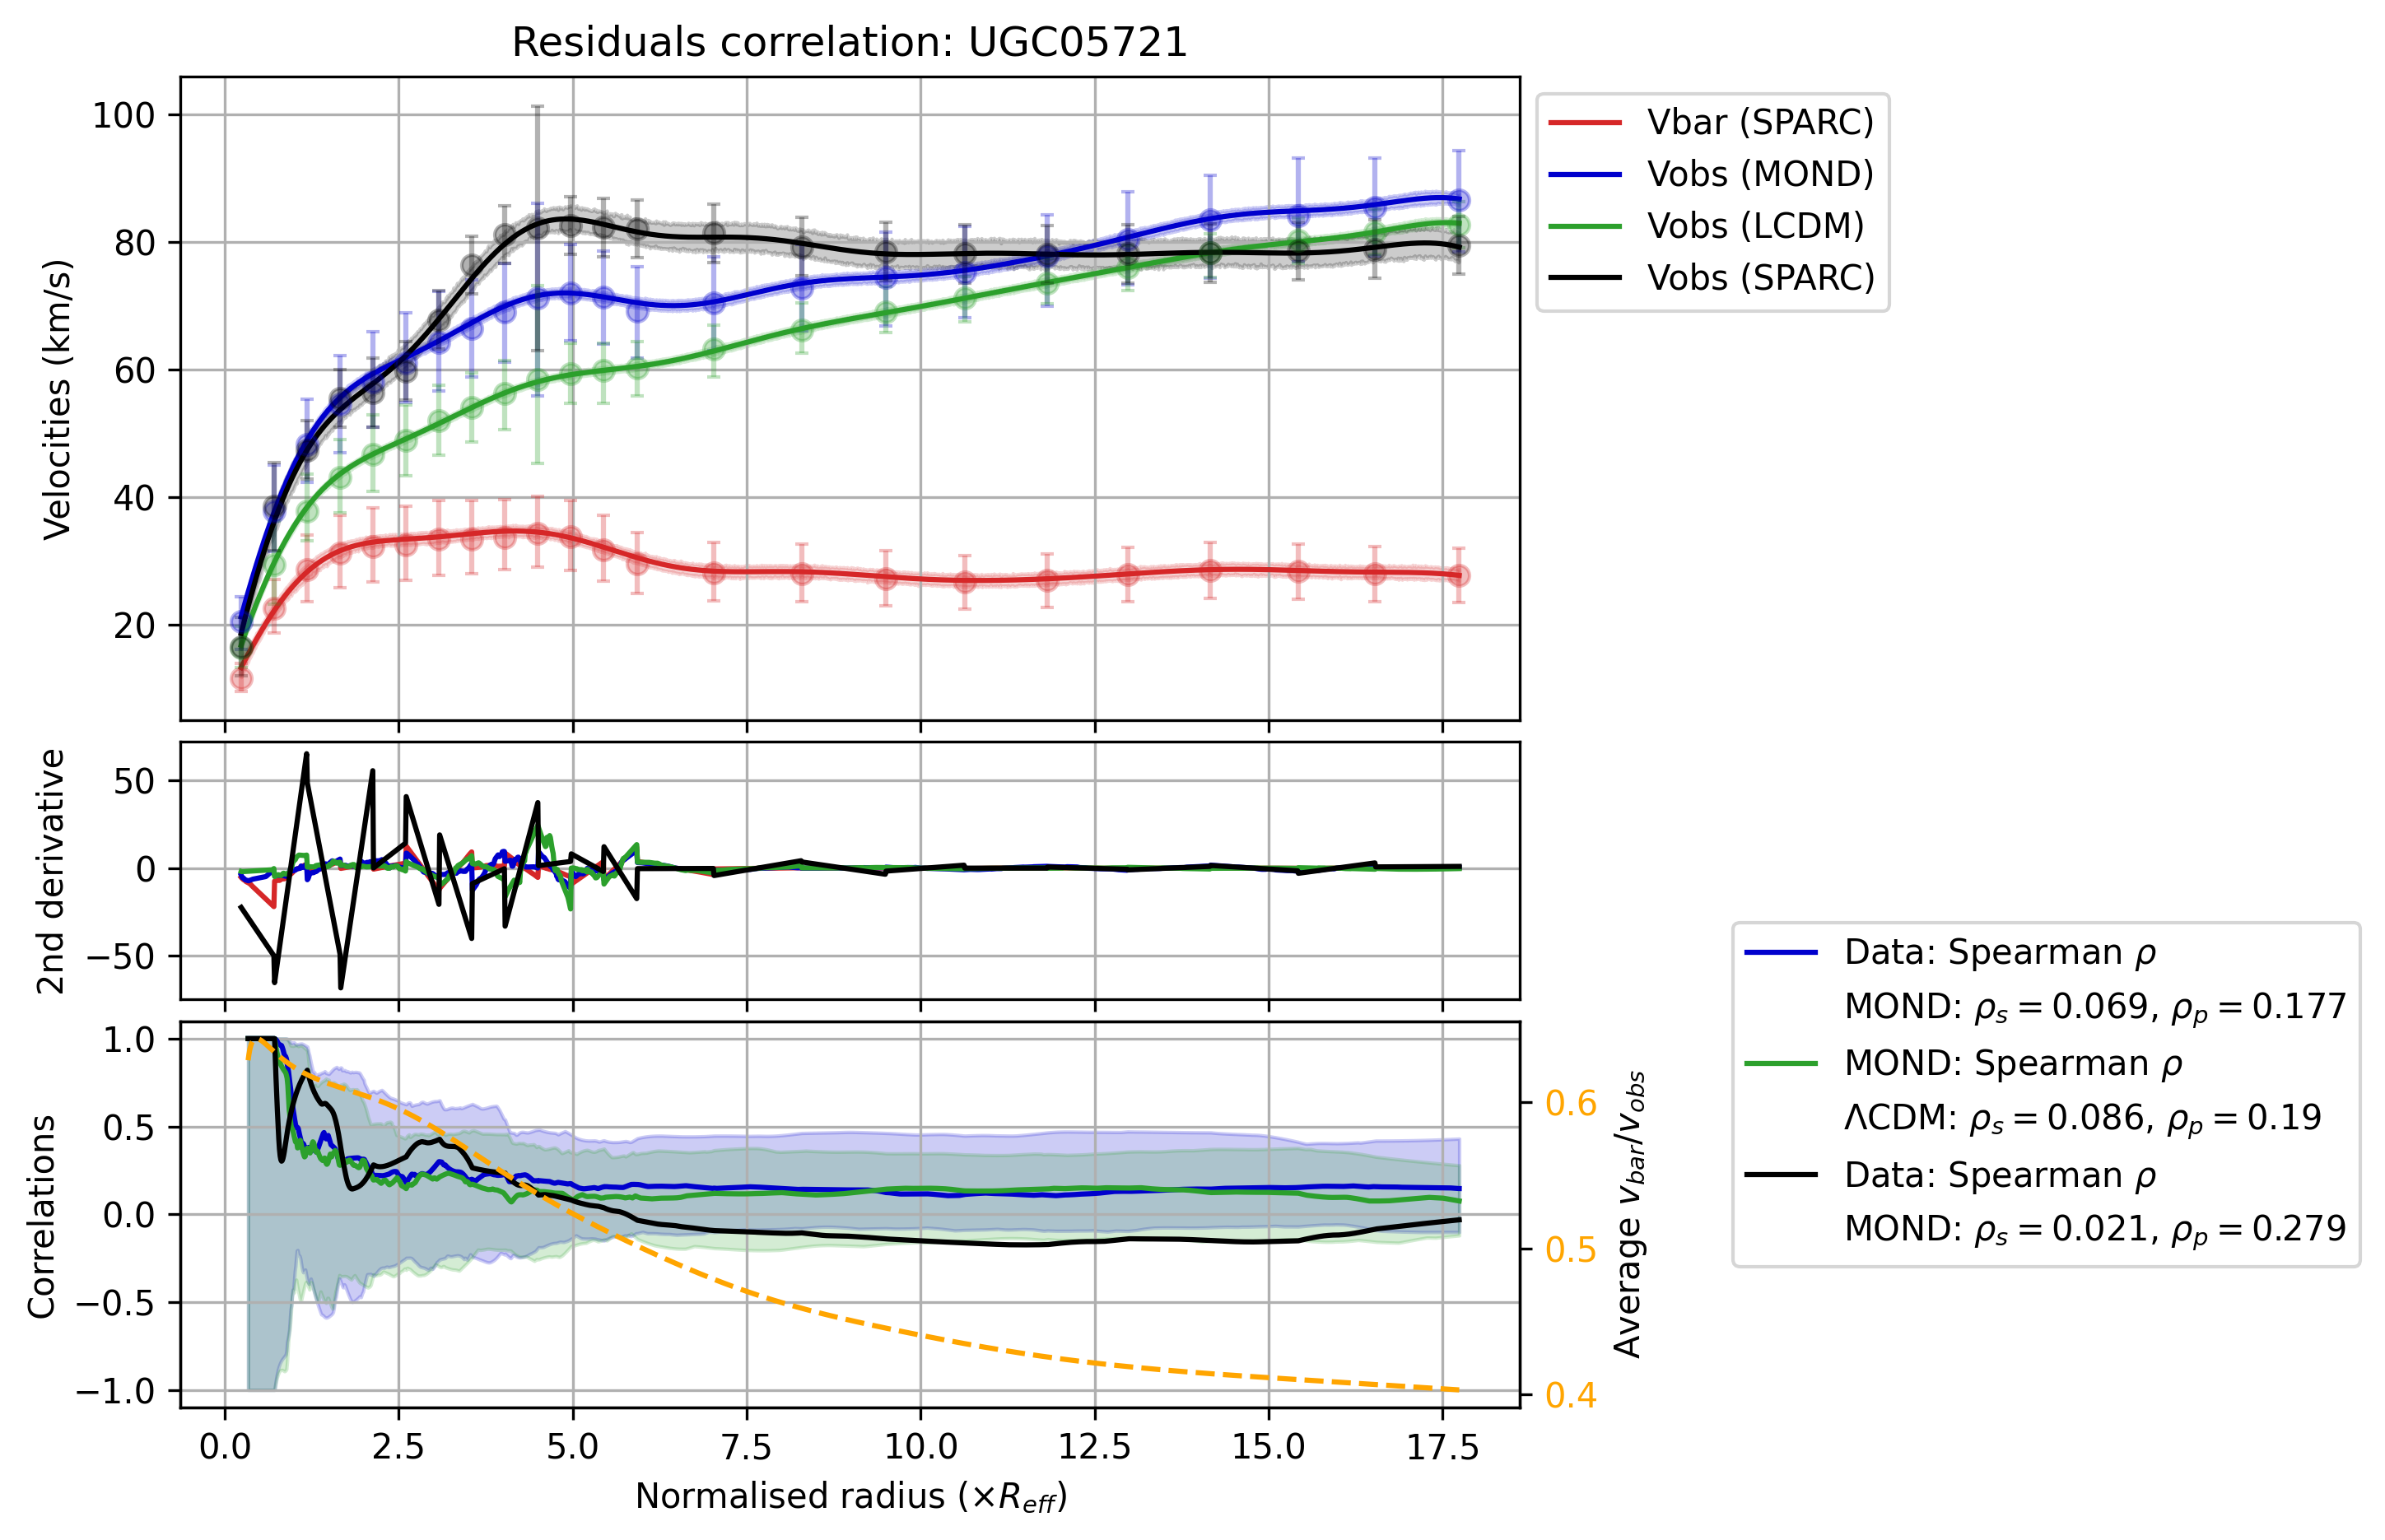 Residuals correlation: UGC05721
Velocities (km/s)
100
80
60
40
20
Vbar (SPARC)
Vobs (MOND)
Vobs (LCDM)
Vobs (SPARC)
2nd derivative
50
0
−50
Correlations
1.0
0.5
0.0
−0.5
−1.0
0.6
0.5
0.4
Average v_bar/v_obs
Data: Spearman ρ
MOND: ρ_s = 0.069, ρ_p = 0.177
MOND: Spearman ρ
ΛCDM: ρ_s = 0.086, ρ_p = 0.19
Data: Spearman ρ
MOND: ρ_s = 0.021, ρ_p = 0.279
0.0 2.5 5.0 7.5 10.0 12.5 15.0 17.5
Normalised radius (×R_eff)